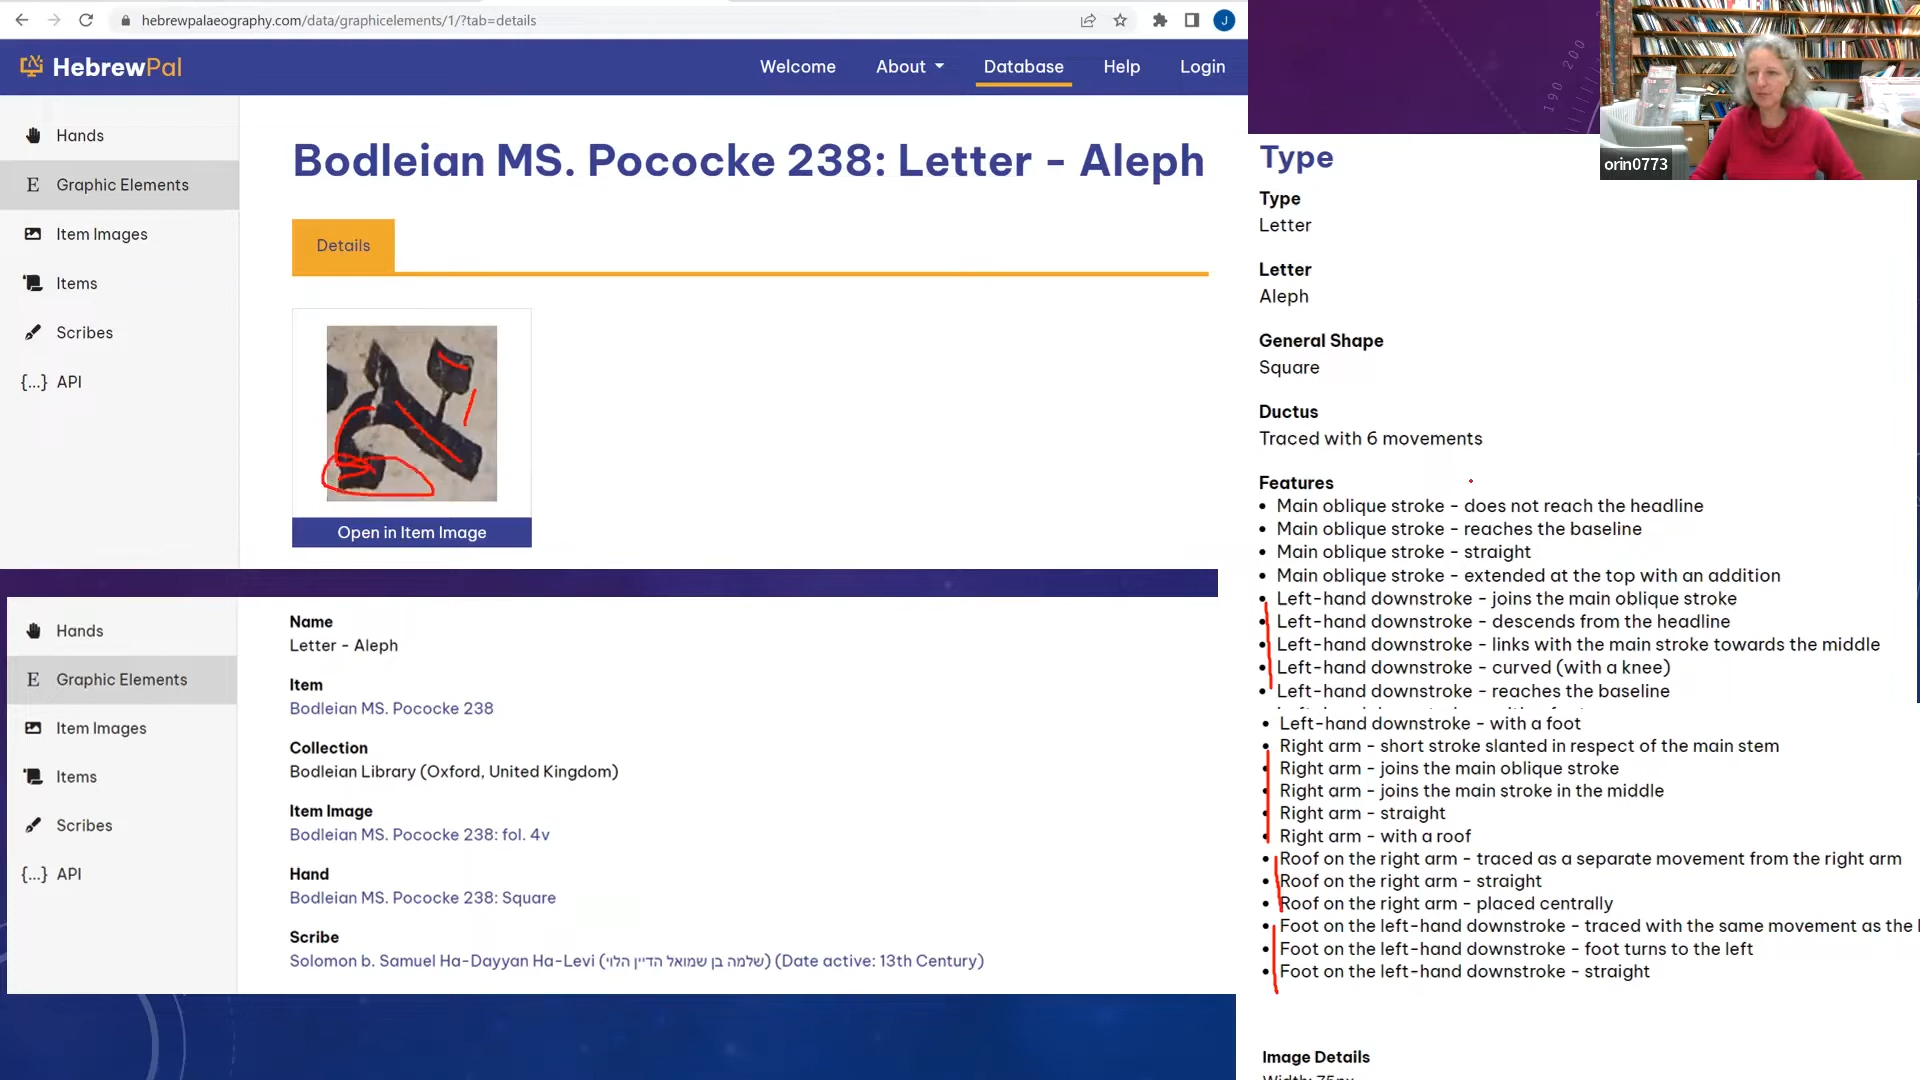 hebrewpalaeography.com/data/graphicelements/1/?tab=details
J
HebrewPal
Welcome
About
Database
Help
Login
Hands
E Graphic Elements
Item Images
Items
Scribes
{...} API
Bodleian MS. Pococke 238: Letter - Aleph
Details
Open in Item Image
Hands
E Graphic Elements
Item Images
Items
Scribes
{...} API
Name
Letter - Aleph
Item
Bodleian MS. Pococke 238
Collection
Bodleian Library (Oxford, United Kingdom)
Item Image
Bodleian MS. Pococke 238: fol. 4v
Hand
Bodleian MS. Pococke 238: Square
Scribe
Solomon b. Samuel Ha-Dayyan Ha-Levi (שלמה בן שמואל הדיין הלוי) (Date active: 13th Century)
190 200
orin0773
Type
Type
Letter
Letter
Aleph
General Shape
Square
Ductus
Traced with 6 movements
Features
• Main oblique stroke - does not reach the headline
• Main oblique stroke - reaches the baseline
• Main oblique stroke - straight
• Main oblique stroke - extended at the top with an addition
• Left-hand downstroke - joins the main oblique stroke
• Left-hand downstroke - descends from the headline
• Left-hand downstroke - links with the main stroke towards the middle
• Left-hand downstroke - curved (with a knee)
• Left-hand downstroke - reaches the baseline
• Left-hand downstroke - with a foot
• Right arm - short stroke slanted in respect of the main stem
• Right arm - joins the main oblique stroke
• Right arm - joins the main stroke in the middle
• Right arm - straight
• Right arm - with a roof
• Roof on the right arm - traced as a separate movement from the right arm
• Roof on the right arm - straight
• Roof on the right arm - placed centrally
• Foot on the left-hand downstroke - traced with the same movement as the
• Foot on the left-hand downstroke - foot turns to the left
• Foot on the left-hand downstroke - straight
Image Details
Width: 75px